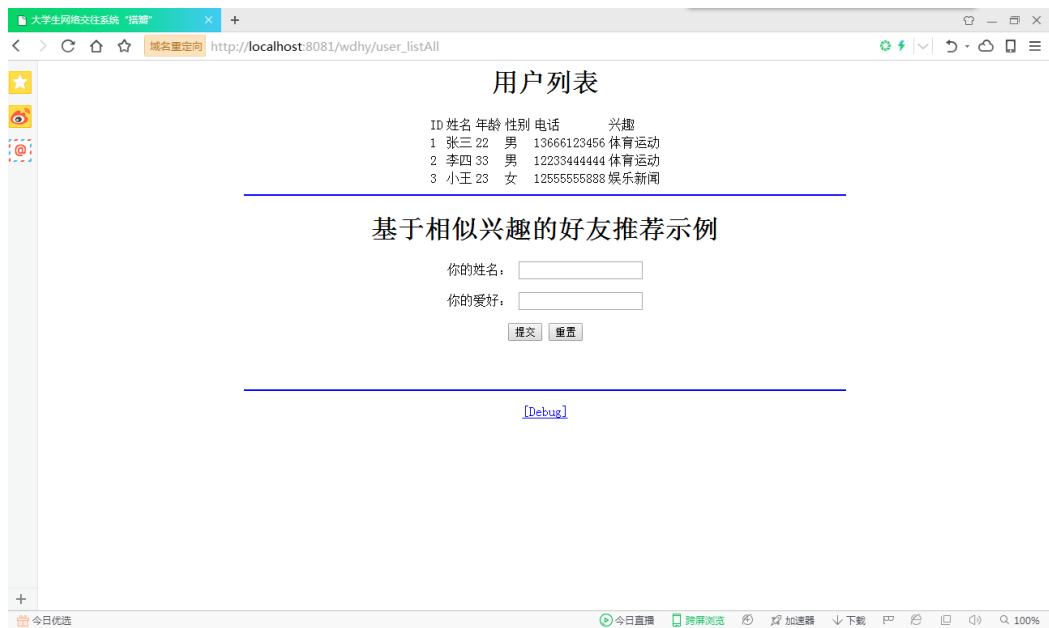 大学生网络交往系统 “搭瓣”
域名重定向 http://localhost:8081/wdhy/user_listAll
用户列表
ID 姓名 年龄 性别 电话 兴趣
1 张三 22 男 13666123456 体育运动
2 李四 33 男 12233444444 体育运动
3 小王 23 女 12555555888 娱乐新闻
基于相似兴趣的好友推荐示例
你的姓名：
你的爱好：
提交 重置
[Debug]
今日优选 今日直播 跨屏浏览 加速器 下载 100%